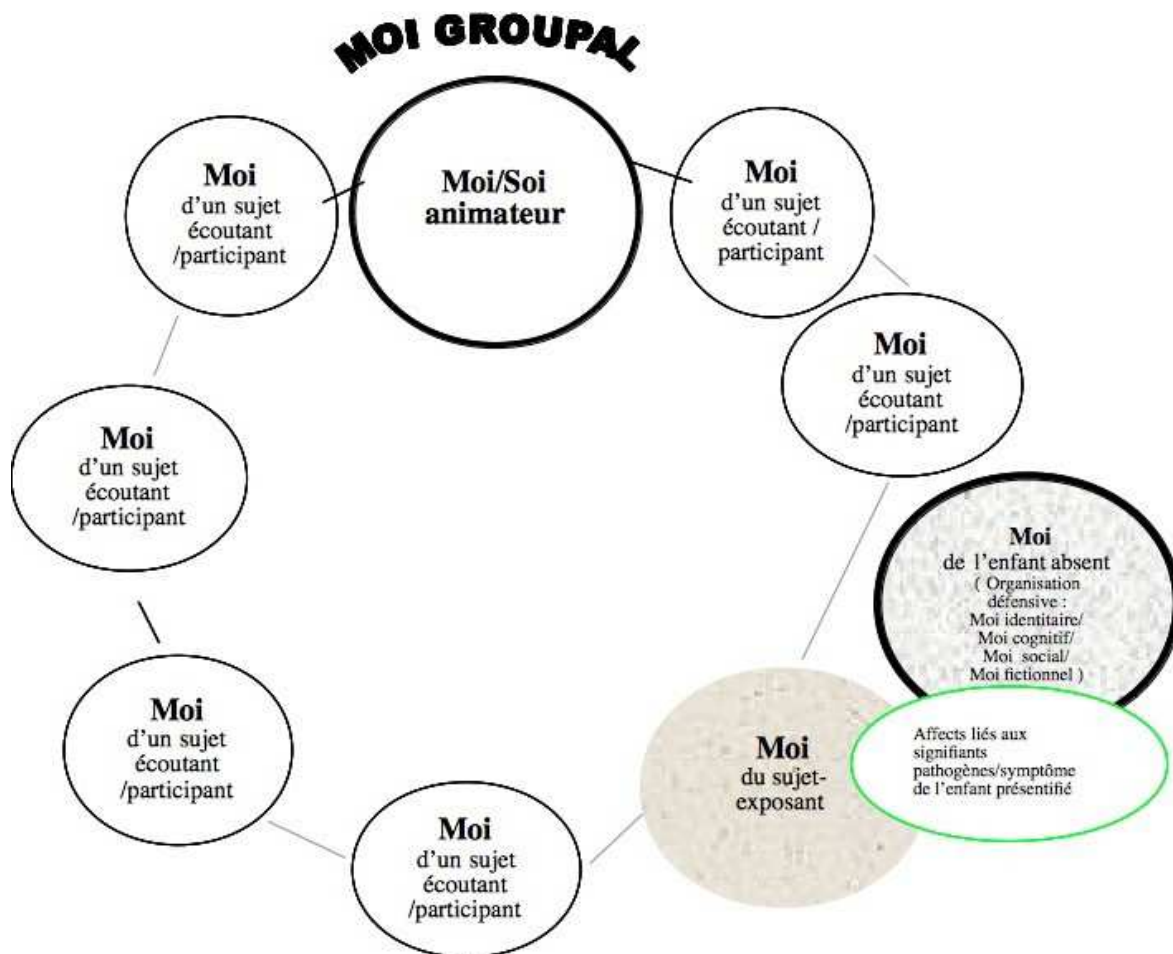 MOI GROUPAL
Moi/Soi
animateur
Moi
d'un sujet
écoutant
/participant
Moi
d'un sujet
écoutant /
participant
Moi
d'un sujet
écoutant
/participant
Moi
d'un sujet
écoutant
/participant
Moi
de l'enfant absent
( Organisation
défensive :
Moi identitaire/
Moi cognitif/
Moi social/
Moi fictionnel )
Moi
d'un sujet
écoutant
/participant
Moi
du sujet-
exposant
Affects liés aux
signifiants
pathogènes/symptôme
de l'enfant présentifié
Moi
d'un sujet
écoutant
/participant